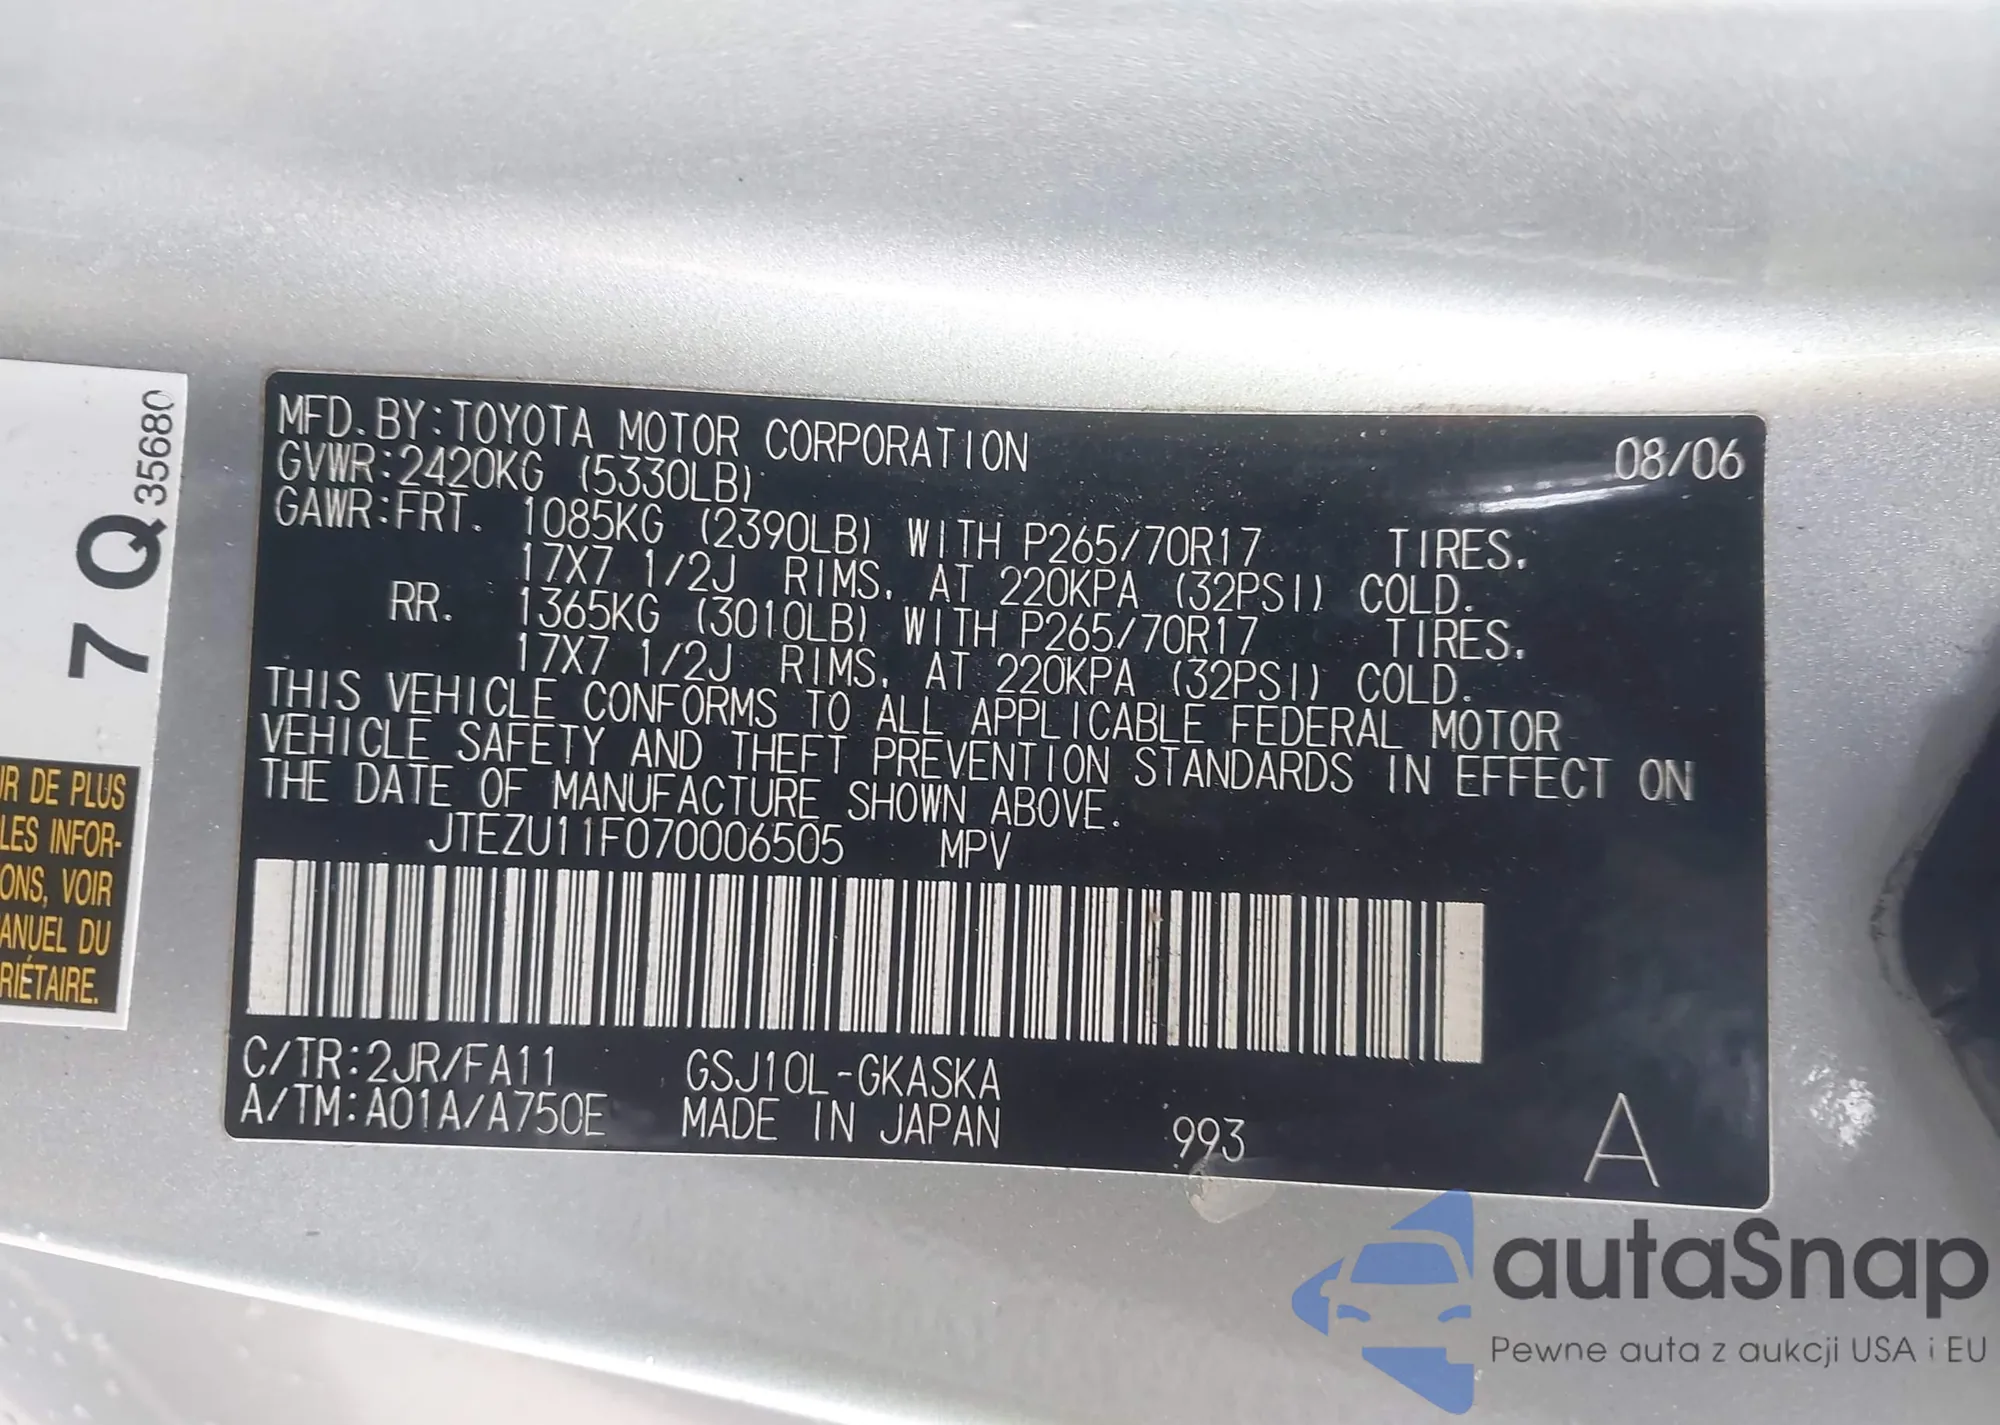 MFD.BY:TOYOTA MOTOR CORPORATION 08/06
GVWR:2420KG (5330LB)
GAWR:FRT. 1085KG (2390LB) WITH P265/70R17 TIRES.
17X7 1/2J RIMS, AT 220KPA (32PSI) COLD.
RR. 1365KG (3010LB) WITH P265/70R17 TIRES.
17X7 1/2J RIMS, AT 220KPA (32PSI) COLD.
THIS VEHICLE CONFORMS TO ALL APPLICABLE FEDERAL MOTOR
VEHICLE SAFETY AND THEFT PREVENTION STANDARDS IN EFFECT ON
THE DATE OF MANUFACTURE SHOWN ABOVE.
JTEZU11F070006505 MPV
C/TR:2JR/FA11 GSJ10L-GKASKA
A/TM:A01A/A750E MADE IN JAPAN 993 A
7 Q 35680
IR DE PLUS
LES INFOR-
ONS, VOIR
ANUEL DU
RIÉTAIRE.
autaSnap
Pewne auta z aukcji USA i EU